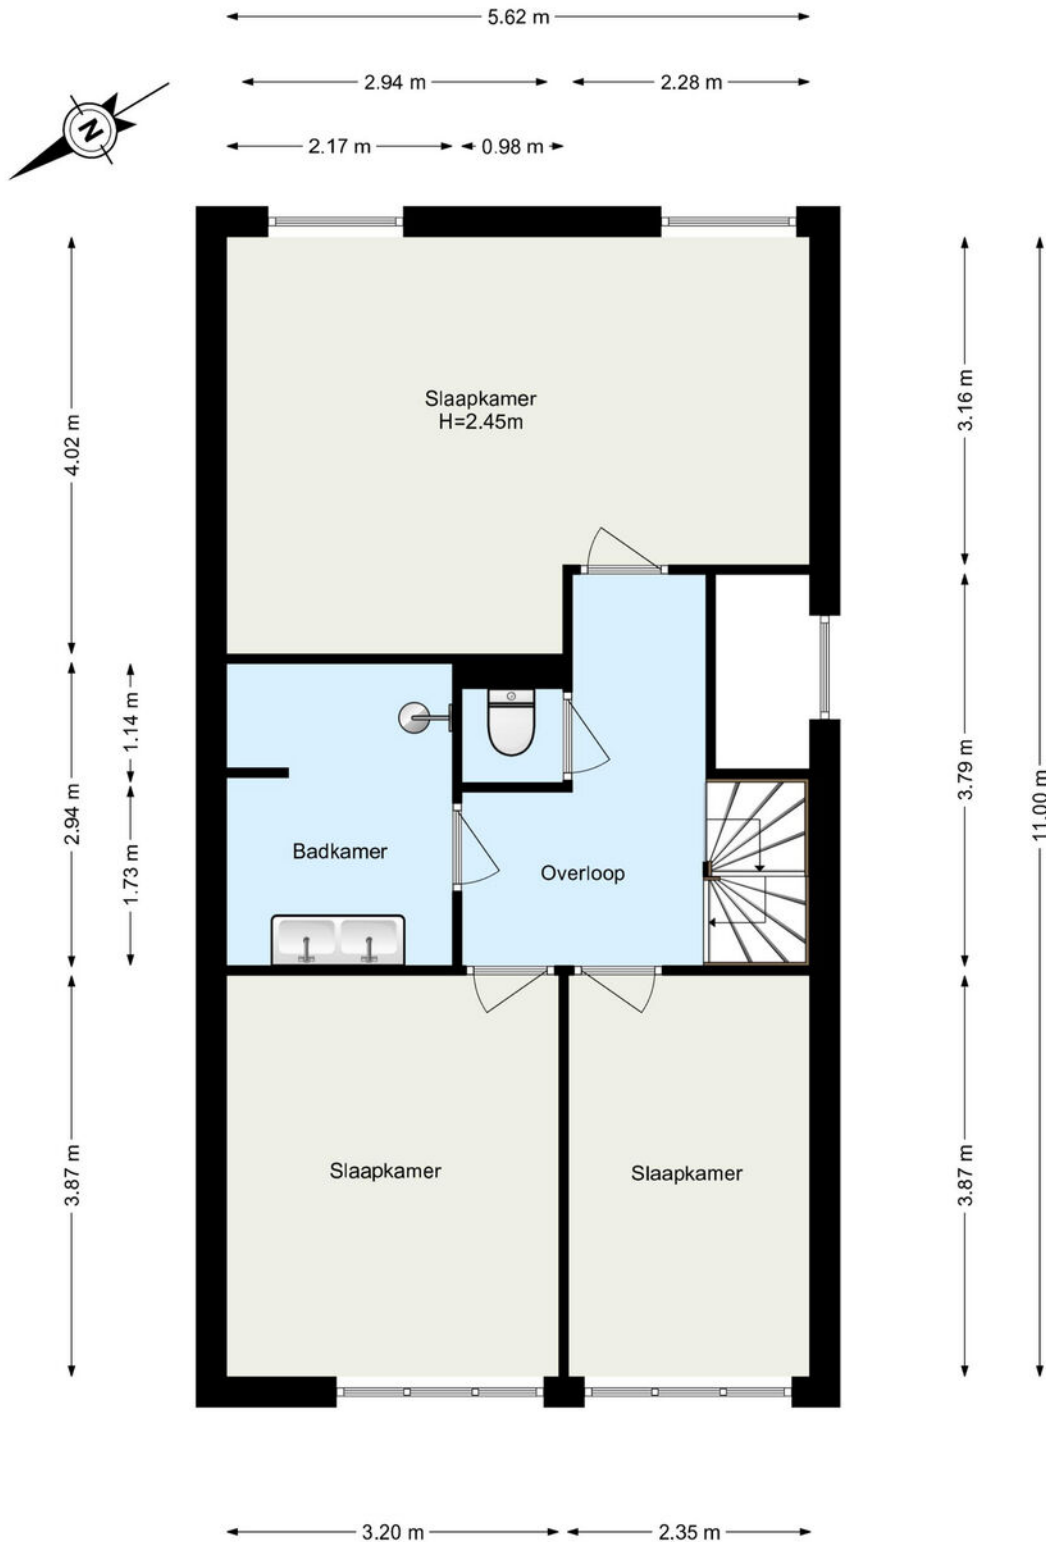 5.62 m
2.94 m
2.28 m
N
2.17 m
0.98 m
4.02 m
3.16 m
Slaapkamer
H=2.45m
11.00 m
2.94 m
1.14 m
3.79 m
1.73 m
Badkamer
Overloop
3.87 m
3.87 m
Slaapkamer
Slaapkamer
3.20 m
2.35 m